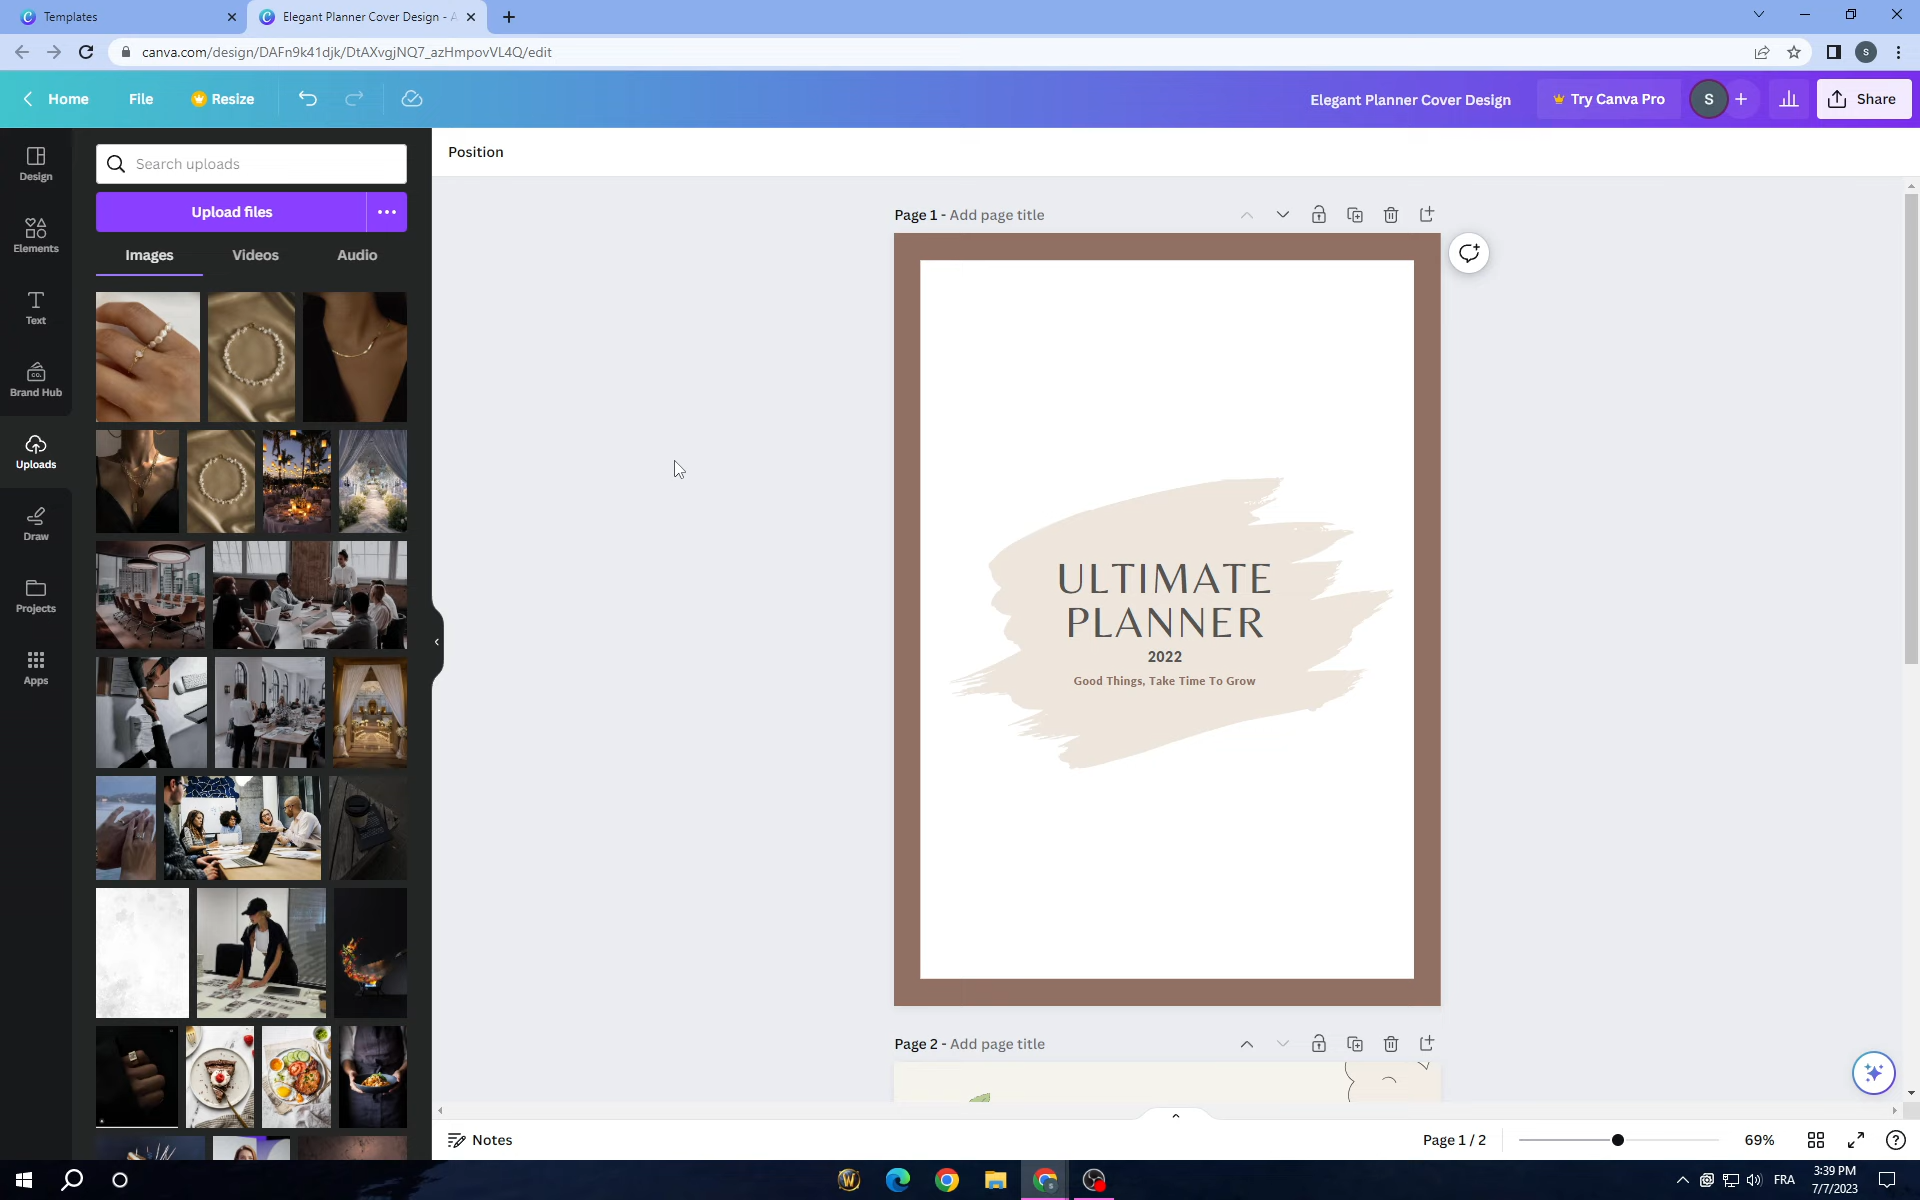 Templates
Elegant Planner Cover Design - A
canva.com/design/DAFn9k41djk/DtAXvgjNQ7_azHmpovVL4Q/edit
S
Home
File
Resize
Elegant Planner Cover Design
Try Canva Pro
S
Share
Design
Elements
Text
CO.
Brand Hub
Uploads
Draw
Projects
Apps
Search uploads
Upload files
Images
Videos
Audio
Position
Page 1 - Add page title
ULTIMATE
PLANNER
2022
Good Things, Take Time To Grow
Page 2 - Add page title
Notes
Page 1 / 2
69%
FRA
3:39 PM
7/7/2023